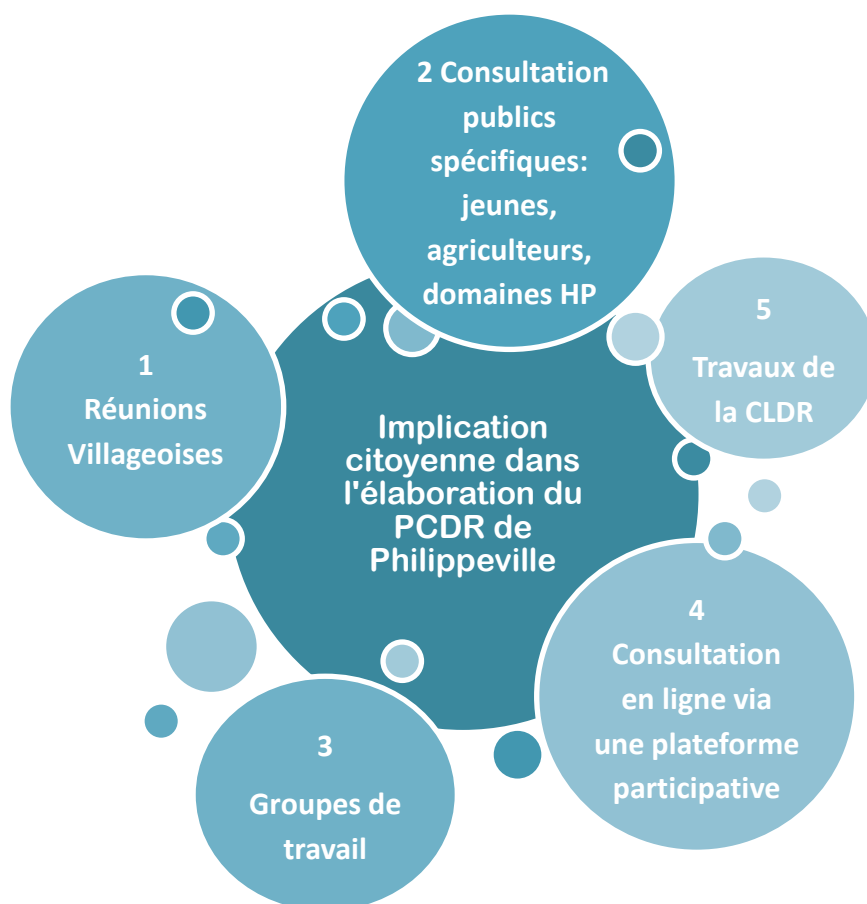 2 Consultation
publics
spécifiques:
jeunes,
agriculteurs,
domaines HP
1
Réunions
Villageoises
5
Travaux de
la CLDR
Implication
citoyenne dans
l'élaboration du
PCDR de
Philippeville
4
Consultation
en ligne via
une plateforme
participative
3
Groupes de
travail